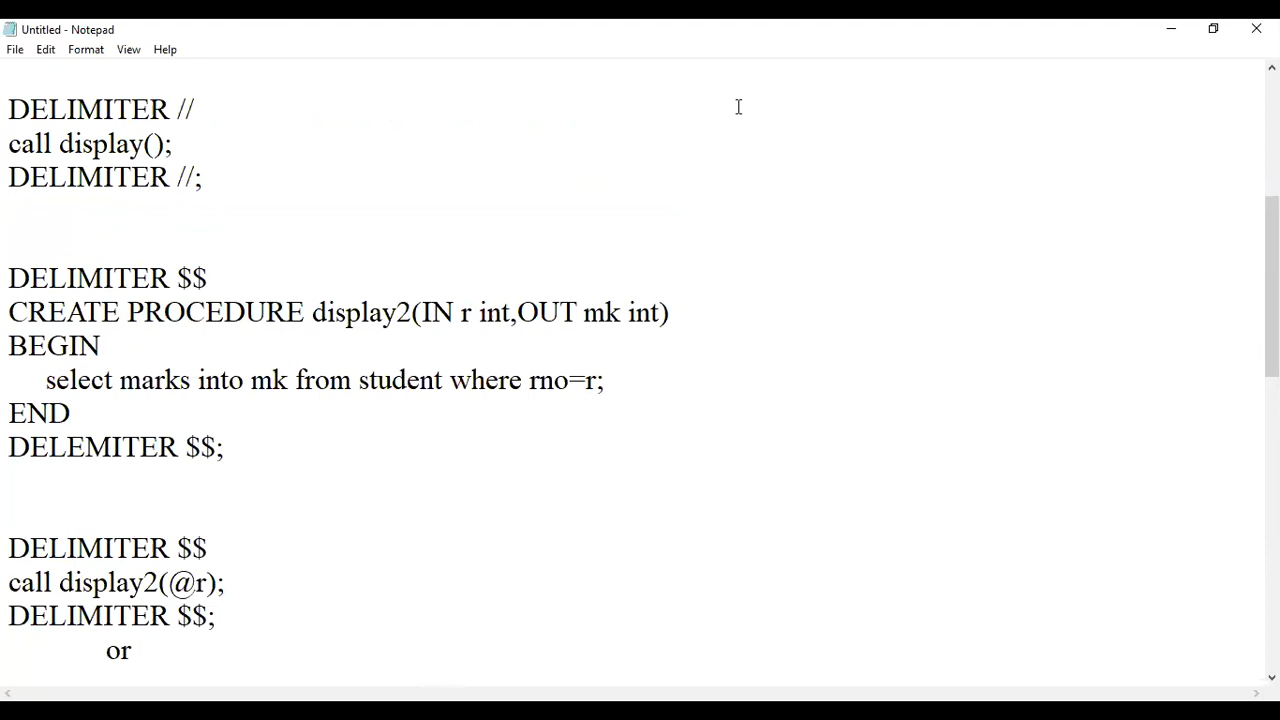 Untitled - Notepad
File Edit Format View Help
DELIMITER //
call display();
DELIMITER //;
DELIMITER $$
CREATE PROCEDURE display2(IN r int,OUT mk int)
BEGIN
select marks into mk from student where rno=r;
END
DELEMITER $$;
DELIMITER $$
call display2(@r);
DELIMITER $$;
or